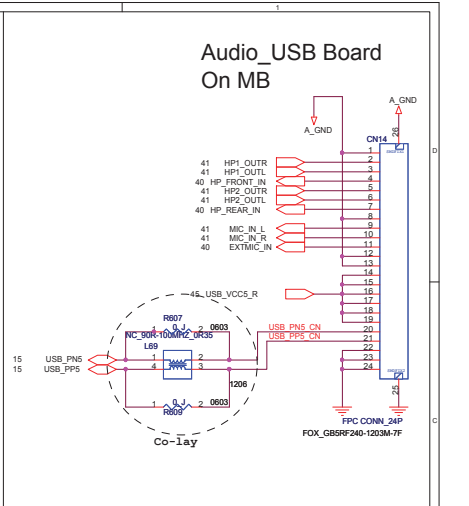 1
Audio_USB Board
On MB
A_GND
A_GND
26
CN14
D
1
41 HP1_OUTR 2
41 HP1_OUTL 3
40 HP_FRONT_IN 4
41 HP2_OUTR 5
41 HP2_OUTL 6
40 HP_REAR_IN 7
8
41 MIC_IN_L 9
41 MIC_IN_R 10
40 EXTMIC_IN 11
12
13
14
15
45 USB_VCC5_R 16
17
18
19
USB_PN5_CN 20
USB_PP5_CN 21
22
23
24
R607
1 0_J 2 0603
NC_90R-100MHZ_0R35
L69
15 USB_PN5 1 2
15 USB_PP5 4 3
1206
1 0_J 2 0603
R609
Co-lay
25
FPC CONN_24P
FOX_GB5RF240-1203M-7F
C